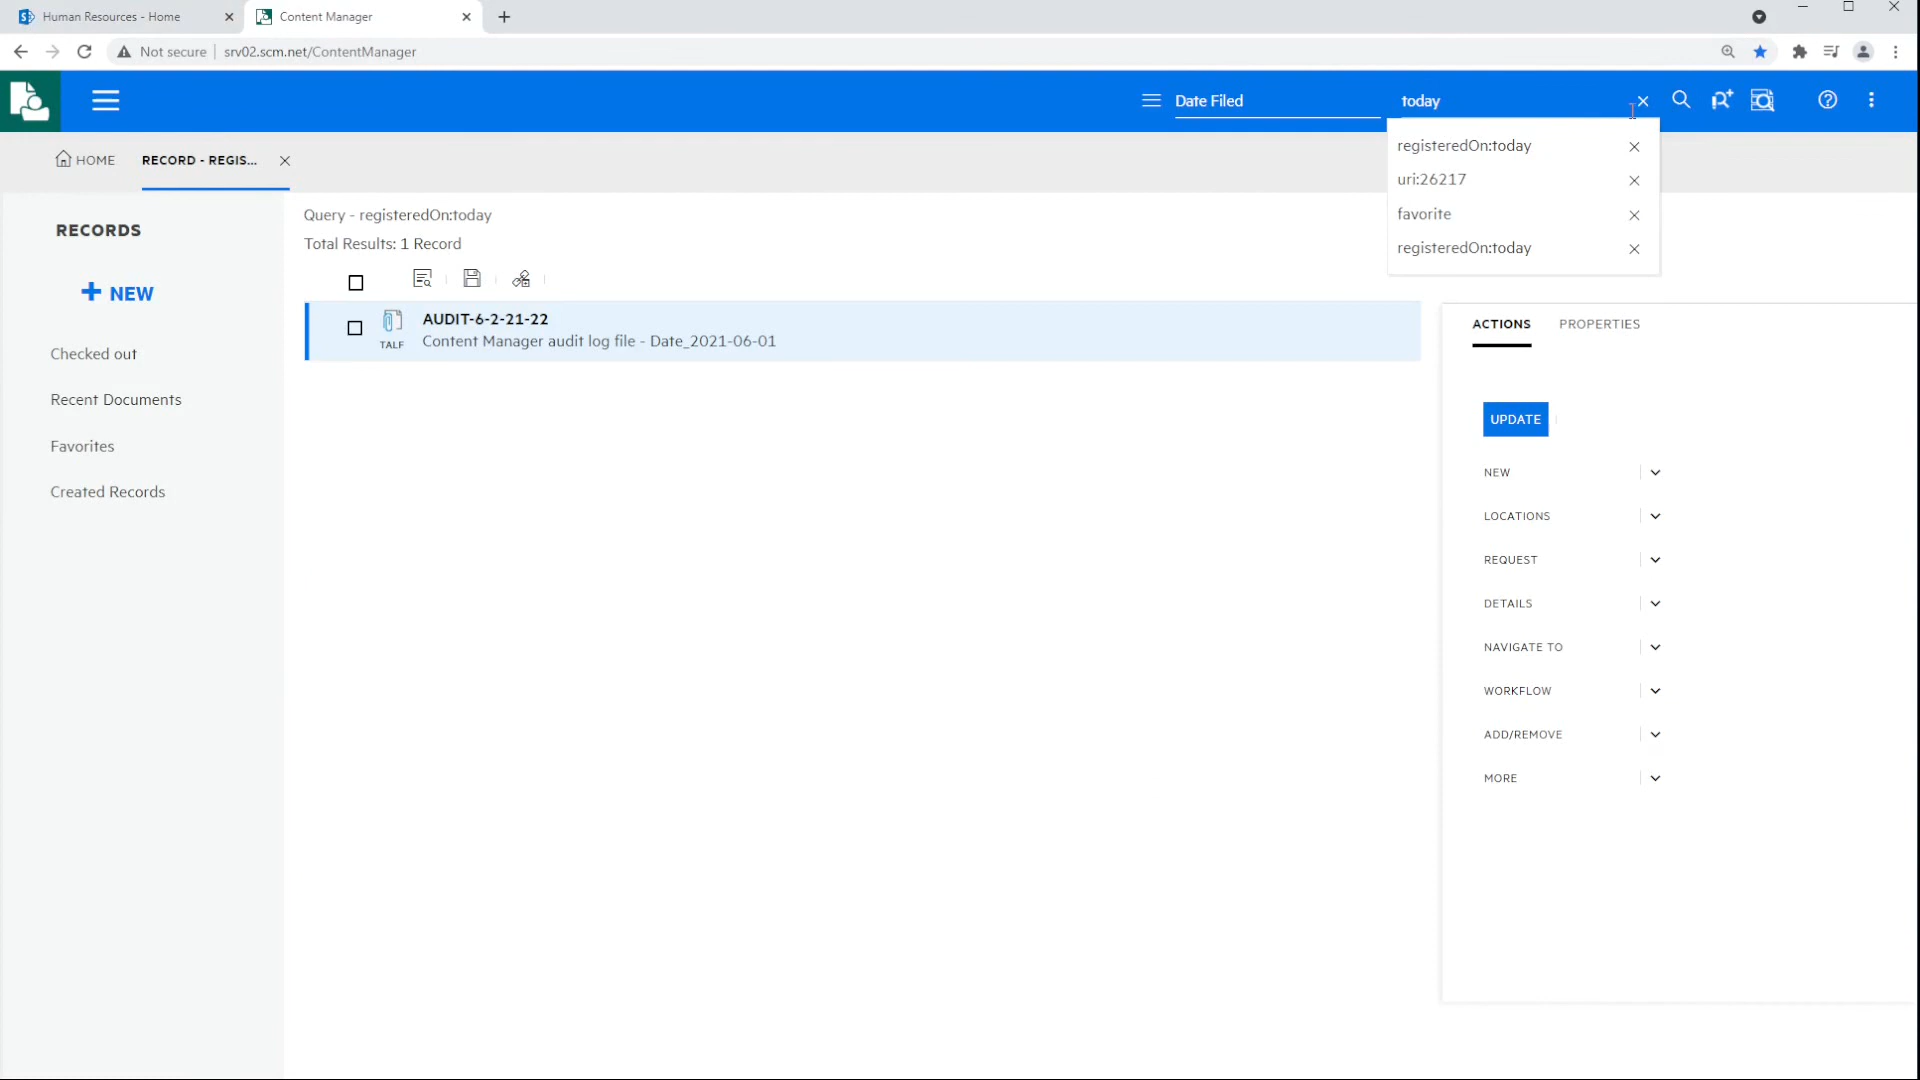 Human Resources - Home
Content Manager
Not secure
srv02.scm.net/ContentManager
Date Filed
today
registeredOn:today
uri:26217
favorite
registeredOn:today
HOME
RECORD - REGIS...
RECORDS
NEW
Checked out
Recent Documents
Favorites
Created Records
Query - registeredOn:today
Total Results: 1 Record
TALF
AUDIT-6-2-21-22
Content Manager audit log file - Date_2021-06-01
ACTIONS
PROPERTIES
UPDATE
NEW
LOCATIONS
REQUEST
DETAILS
NAVIGATE TO
WORKFLOW
ADD/REMOVE
MORE